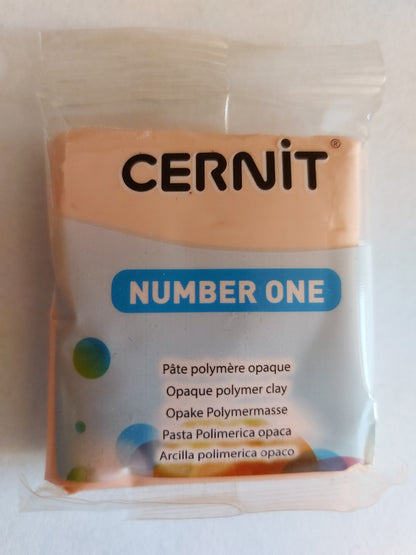 CERNiT®
NUMBER ONE
Pâte polymère opaque
Opaque polymer clay
Opake Polymermasse
Pasta Polimerica opaca
Arcilla polimerica opaco